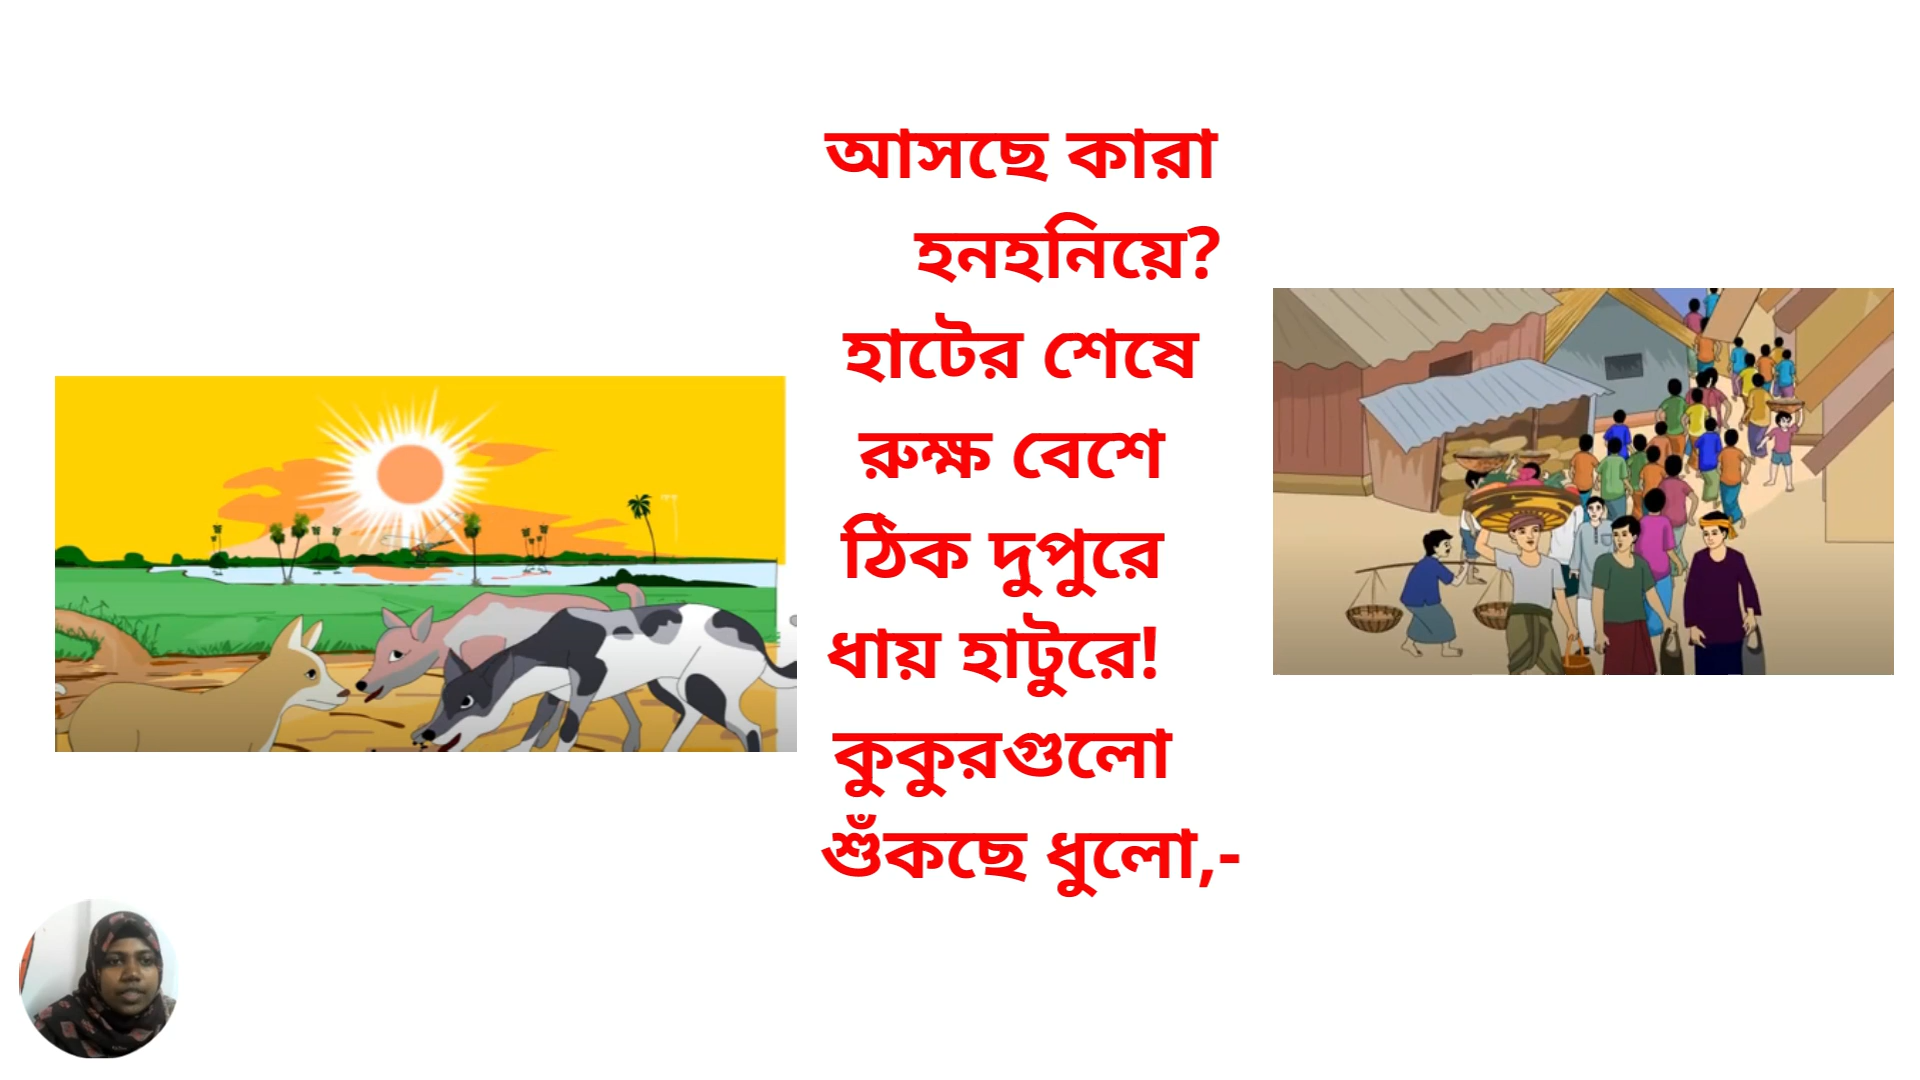 আসছে কারা
হনহনিয়ে?
হাটের শেষে
রুক্ষ বেশে
ঠিক দুপুরে
ধায় হাটুরে!
কুকুরগুলো
শুঁকছে ধুলো,-